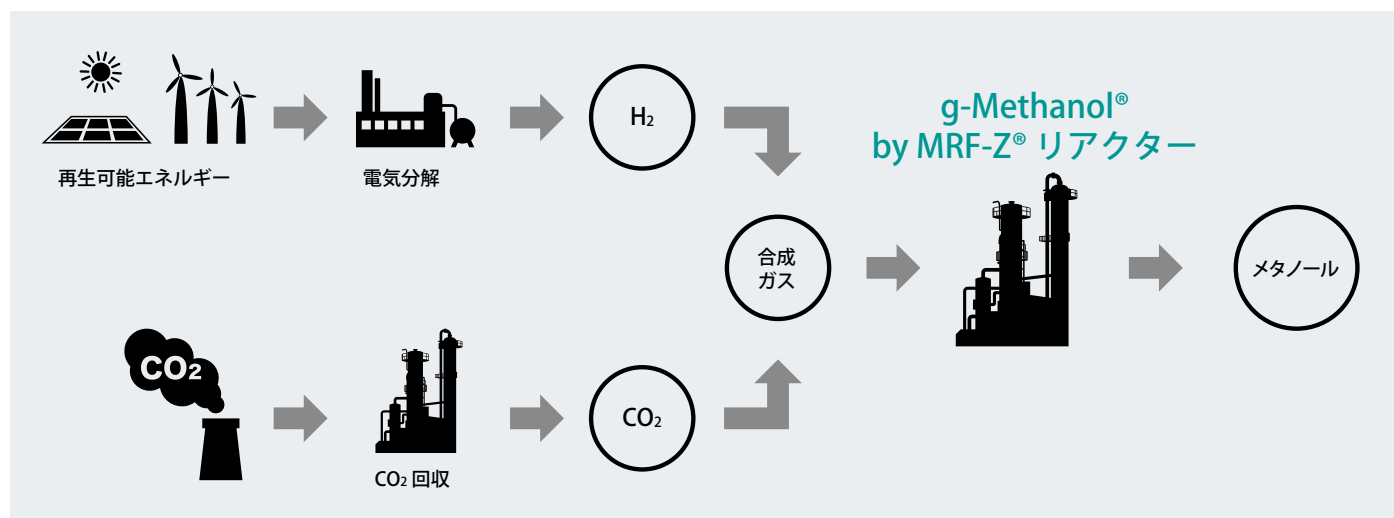 再生可能エネルギー
電気分解
H₂
g-Methanol®
by MRF-Z® リアクター
合成
ガス
メタノール
CO₂
CO₂ 回収
CO₂